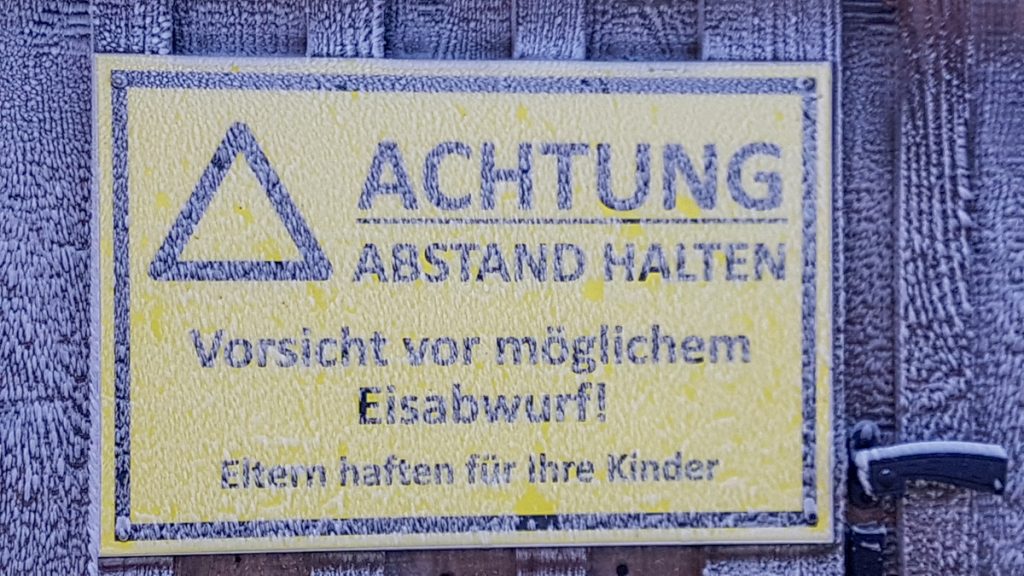 ACHTUNG
ABSTAND HALTEN
Vorsicht vor möglichem
Eisabwurf!
Eltern haften für Ihre Kinder